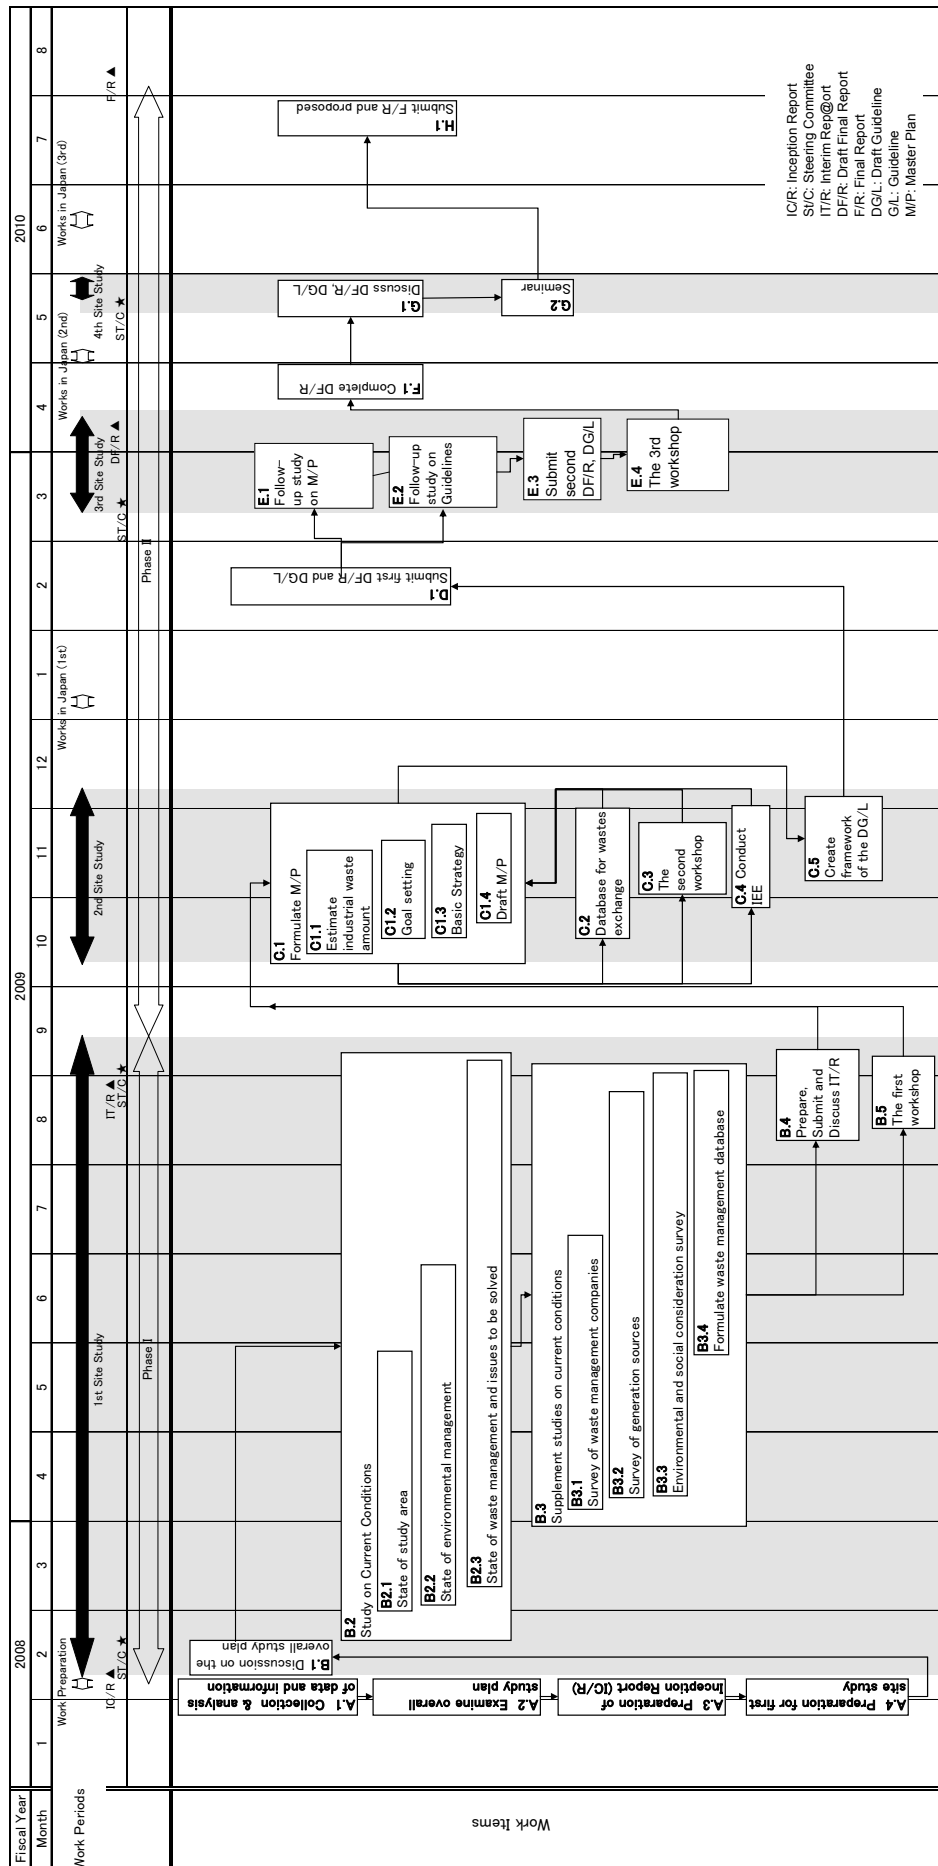 Fiscal Year
2008
2009
2010
Month
1
2
3
4
5
6
7
8
9
10
11
12
1
2
3
4
5
6
7
8
Work Periods
Work Preparation
1st Site Study
2nd Site Study
Works in Japan (1st)
3rd Site Study
Works in Japan (2nd)
4th Site Study
Works in Japan (3rd)
IC/R ▲
ST/C ★
IT/R ▲
ST/C ★
ST/C ★
DF/R ▲
ST/C ★
F/R ▲
Phase I
Phase II
Work Items
A.1 Collection & analysis
of data and information
A.2 Examine overall
study plan
A.3 Preparation of
Inception Report (IC/R)
A.4 Preparation for first
site study
B.1 Discussion on the
overall study plan
B.2
Study on Current Conditions
B2.1
State of study area
B2.2
State of environmental management
B2.3
State of waste management and issues to be solved
B.3
Supplement studies on current conditions
B3.1
Survey of waste management companies
B3.2
Survey of generation sources
B3.3
Environmental and social consideration survey
B3.4
Formulate waste management database
B.4
Prepare,
Submit and
Discuss IT/R
B.5
The first
workshop
C.1
Formulate M/P
C1.1
Estimate
industrial waste
amount
C1.2
Goal setting
C1.3
Basic Strategy
C1.4
Draft M/P
C.2
Database for wastes
exchange
C.3
The
second
workshop
C.4 Conduct
IEE
C.5
Create
framework
of the DG/L
D.1
Submit first DF/R and DG/L
E.1
Follow-
up study
on M/P
E.2
Follow-up
study on
Guidelines
E.3
Submit
second
DF/R, DG/L
E.4
The 3rd
workshop
F.1 Complete DF/R
G.1
Discuss DF/R, DG/L
G.2
Seminar
H.1
Submit F/R and proposed
IC/R: Inception Report
St/C: Steering Committee
IT/R: Interim Rep@ort
DF/R: Draft Final Report
F/R: Final Report
DG/L: Draft Guideline
G/L: Guideline
M/P: Master Plan